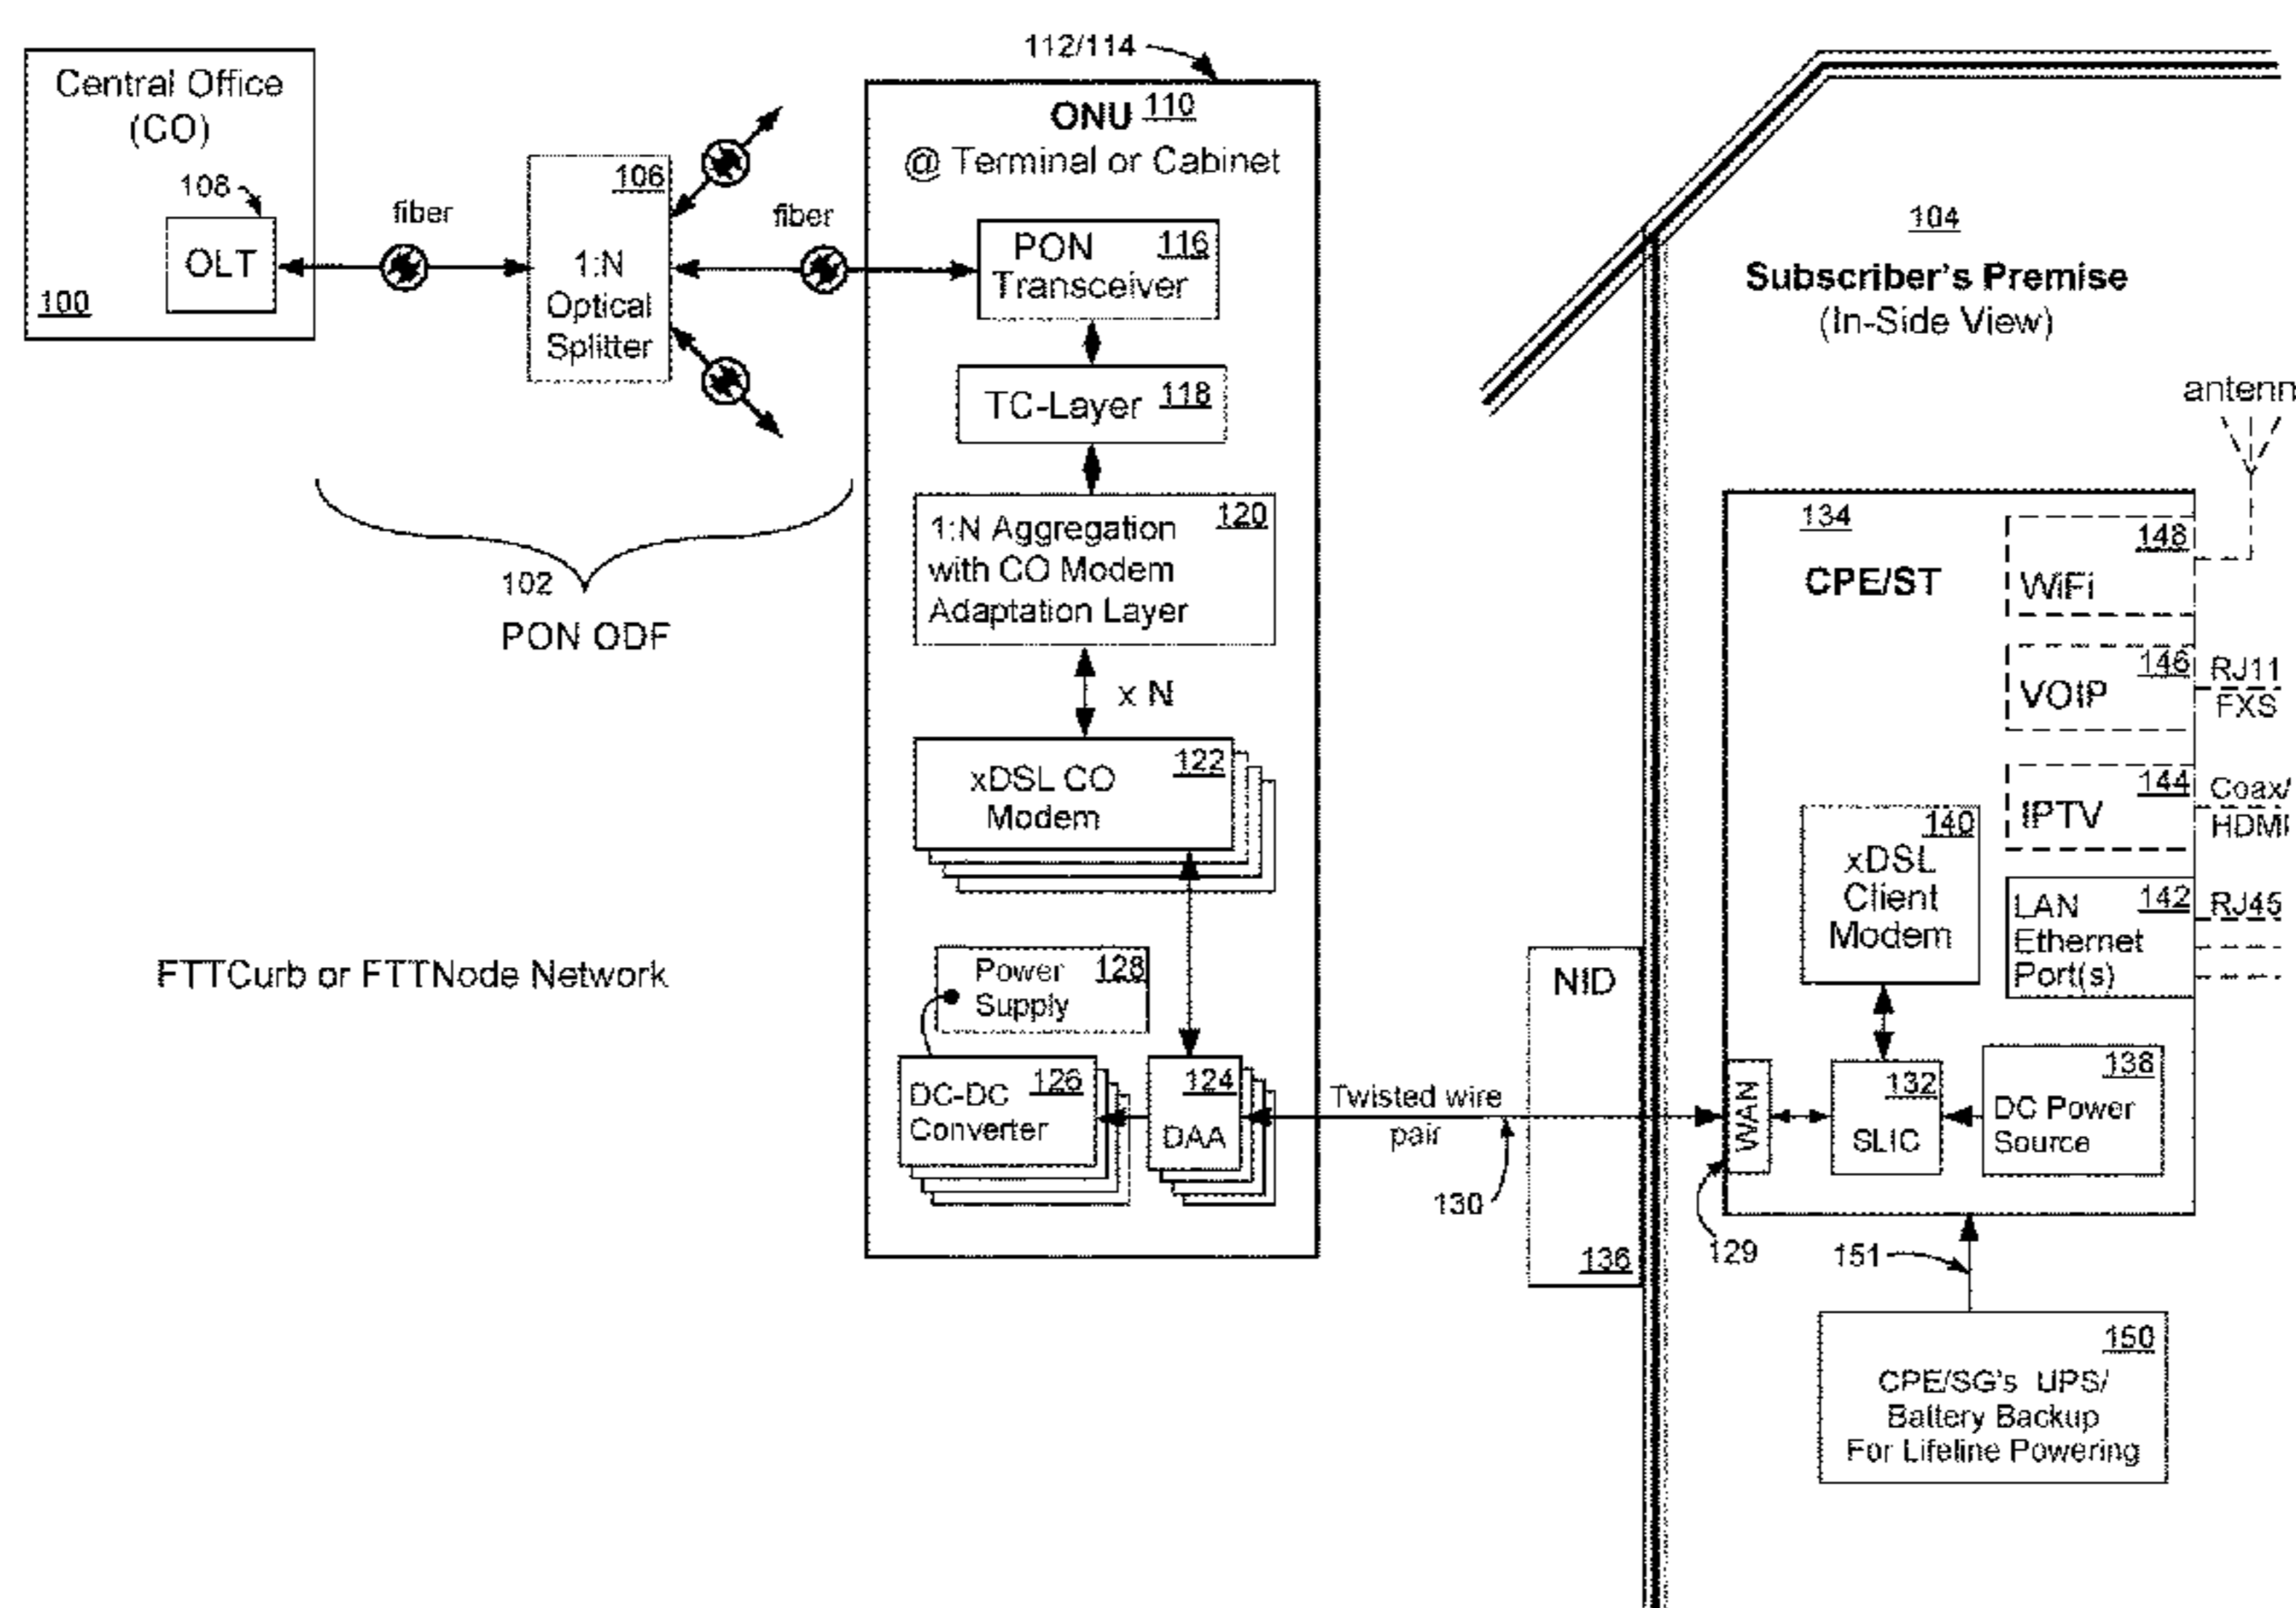 Central Office
(CO)
108
OLT
100
fiber
106
1:N
Optical
Splitter
fiber
102
PON ODF
FTTCurb or FTTNode Network
112/114
ONU 110
@ Terminal or Cabinet
PON 116
Transceiver
TC-Layer 118
1:N Aggregation 120
with CO Modem
Adaptation Layer
x N
xDSL CO 122
Modem
Power 128
Supply
DC-DC 126
Converter
124
DAA
Twisted wire
pair
130
NID
136
104
Subscriber's Premise
(In-Side View)
antenn
134
CPE/ST
148
WiFi
146
VOIP
RJ11
FXS
144
IPTV
Coax/
HDMI
140
xDSL
Client
Modem
LAN 142
Ethernet
Port(s)
RJ45
WAN
129
132
SLIC
138
DC Power
Source
151
150
CPE/SG's UPS/
Battery Backup
For Lifeline Powering